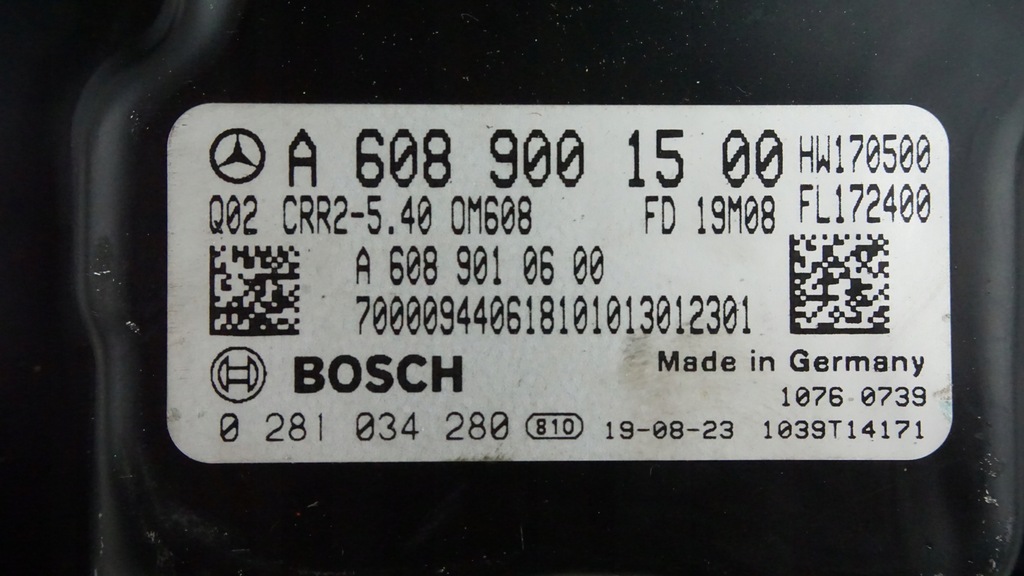 A 608 900 15 00 HW170500
Q02 CRR2-5.40 OM608 FD 19M08 FL172400
A 608 901 06 00
700009440618101013012301
BOSCH Made in Germany
1076 0739
0 281 034 280 810 19-08-23 1039T14171